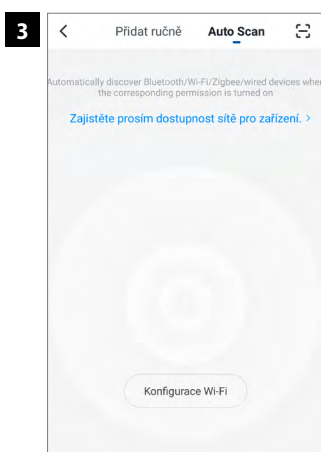 3
Přidat ručně Auto Scan
Automatically discover Bluetooth/Wi-Fi/Zigbee/wired devices when
the corresponding permission is turned on
Zajistěte prosím dostupnost sítě pro zařízení. >
Konfigurace Wi-Fi